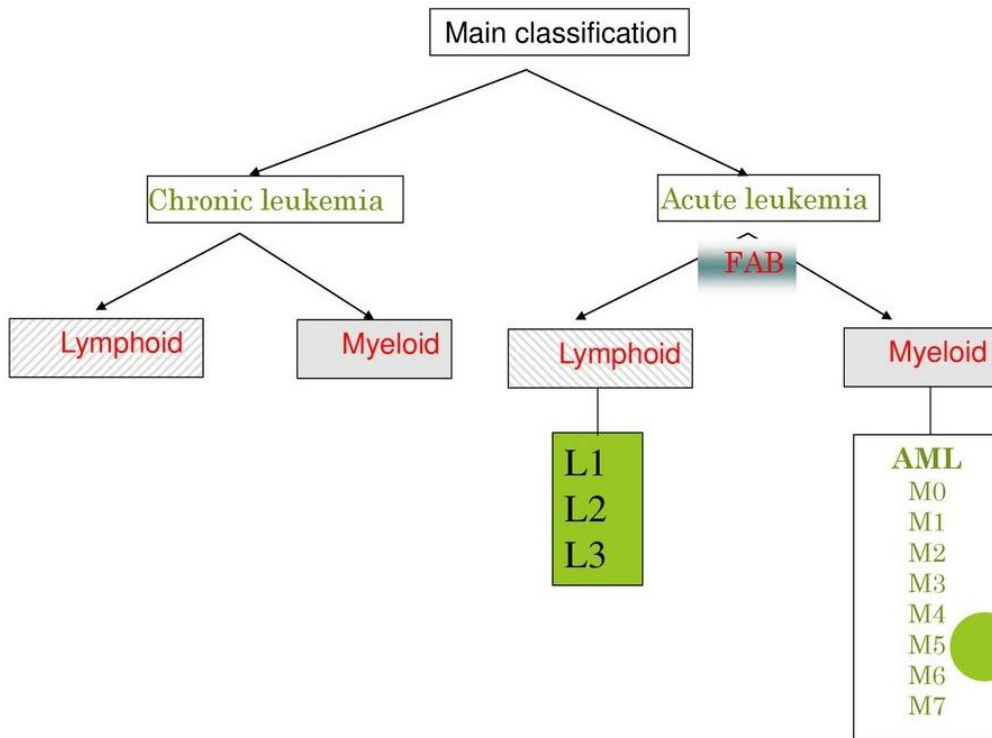 Main classification
Chronic leukemia
Acute leukemia
FAB
Lymphoid
Myeloid
Lymphoid
Myeloid
L1
L2
L3
AML
M0
M1
M2
M3
M4
M5
M6
M7